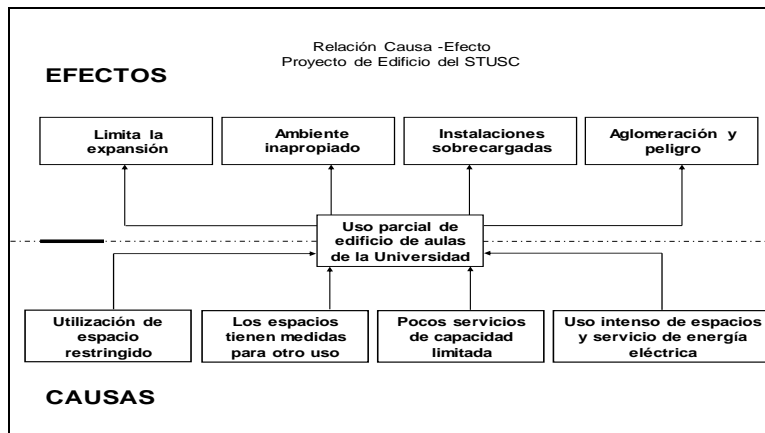 Relación Causa -Efecto
Proyecto de Edificio del STUSC
EFECTOS
Limita la
expansión
Ambiente
inapropiado
Instalaciones
sobrecargadas
Aglomeración y
peligro
Uso parcial de
edificio de aulas
de la Universidad
Utilización de
espacio
restringido
Los espacios
tienen medidas
para otro uso
Pocos servicios
de capacidad
limitada
Uso intenso de espacios
y servicio de energía
eléctrica
CAUSAS